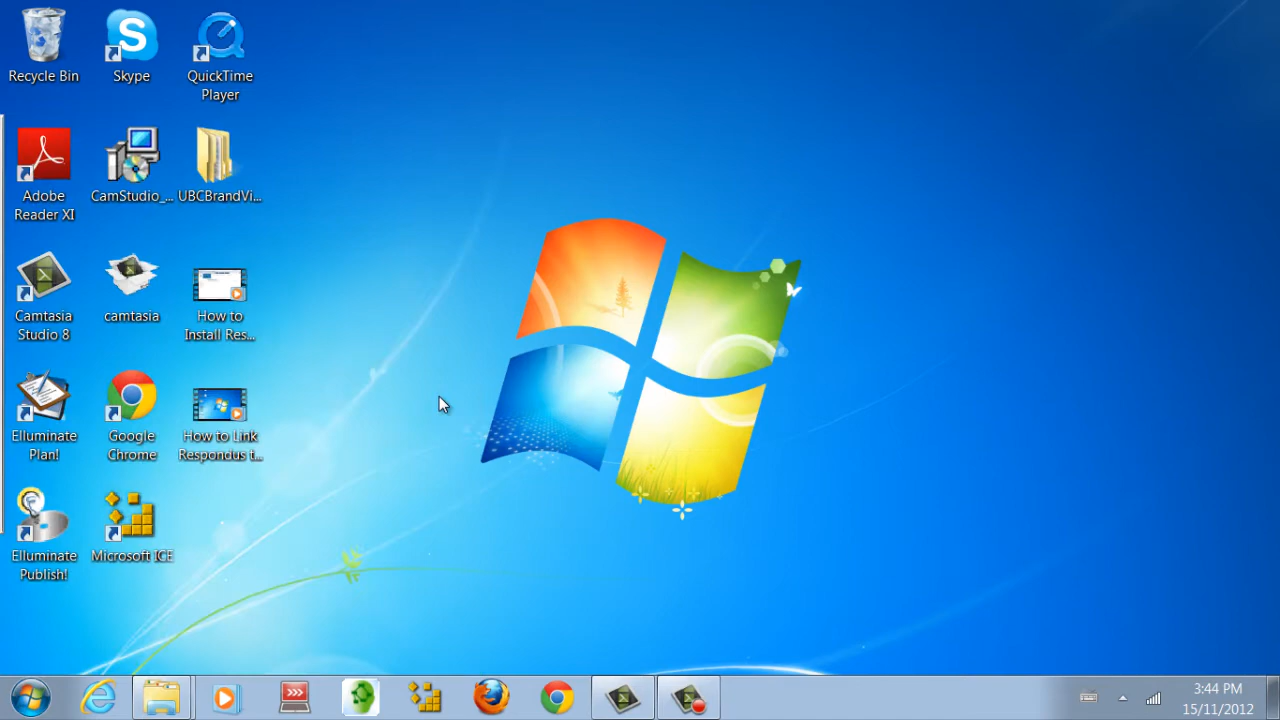 Recycle Bin
Skype
QuickTime
Player
Adobe
Reader XI
CamStudio_...
UBCBrandVi...
Camtasia
Studio 8
camtasia
How to
Install Res...
Elluminate
Plan!
Google
Chrome
How to Link
Respondus t...
Elluminate
Publish!
Microsoft ICE
3:44 PM
15/11/2012